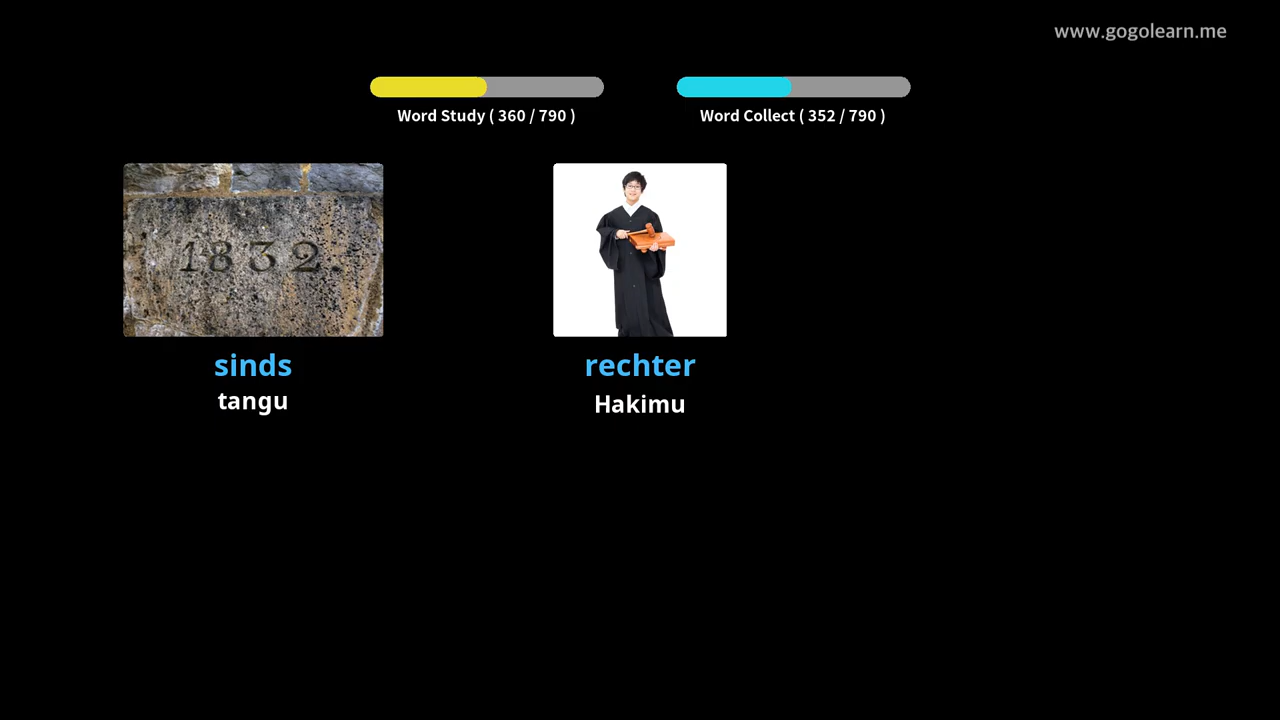 www.gogolearn.me
Word Study ( 360 / 790 )
Word Collect ( 352 / 790 )
1832.
sinds
tangu
rechter
Hakimu